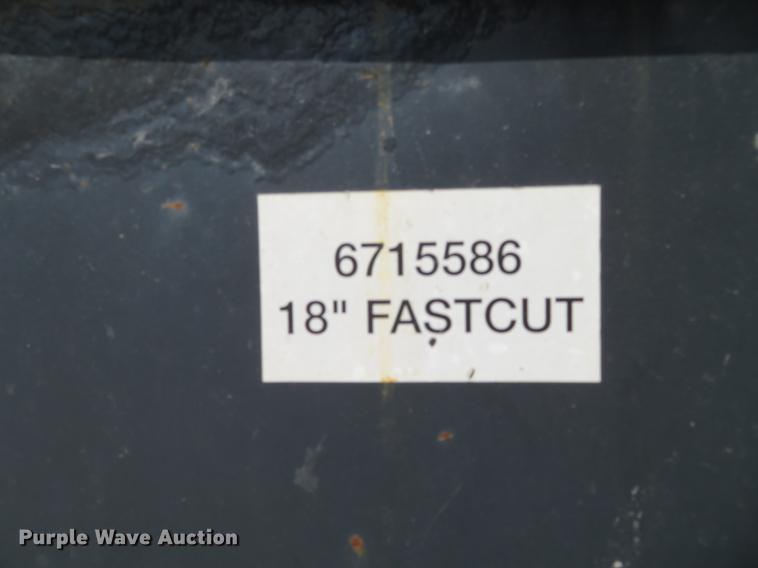 6715586
18" FASTCUT
Purple Wave Auction